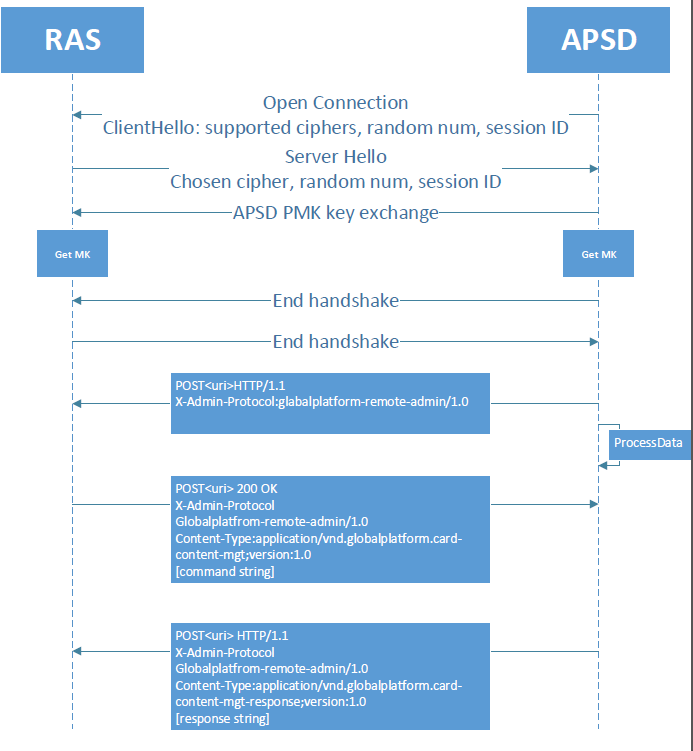 RAS
APSD
Open Connection
ClientHello: supported ciphers, random num, session ID
Server Hello
Chosen cipher, random num, session ID
APSD PMK key exchange
Get MK
Get MK
End handshake
End handshake
POST<uri>HTTP/1.1
X-Admin-Protocol:glabalplatform-remote-admin/1.0
ProcessData
POST<uri> 200 OK
X-Admin-Protocol
Globalplatfrom-remote-admin/1.0
Content-Type:application/vnd.globalplatform.card-
content-mgt;version:1.0
[command string]
POST<uri> HTTP/1.1
X-Admin-Protocol
Globalplatfrom-remote-admin/1.0
Content-Type:application/vnd.globalplatform.card-
content-mgt-response;version:1.0
[response string]